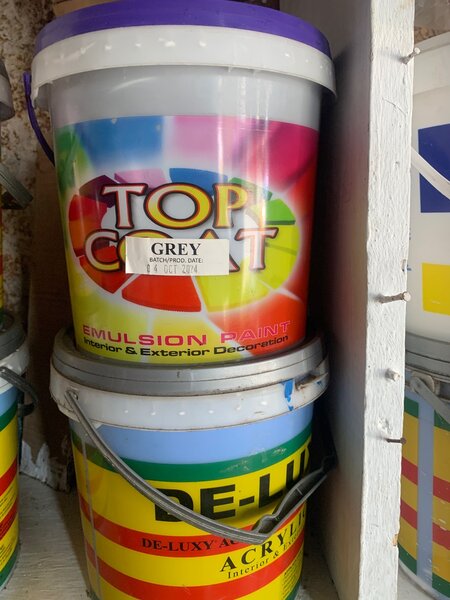 TOP
COAT
GREY
BATCH/PROD. DATE:
04 OCT 2024
EMULSION PAINT
Interior & Exterior Decoration
DE-LU
DE-LUXY
ACRYLI
Interior &